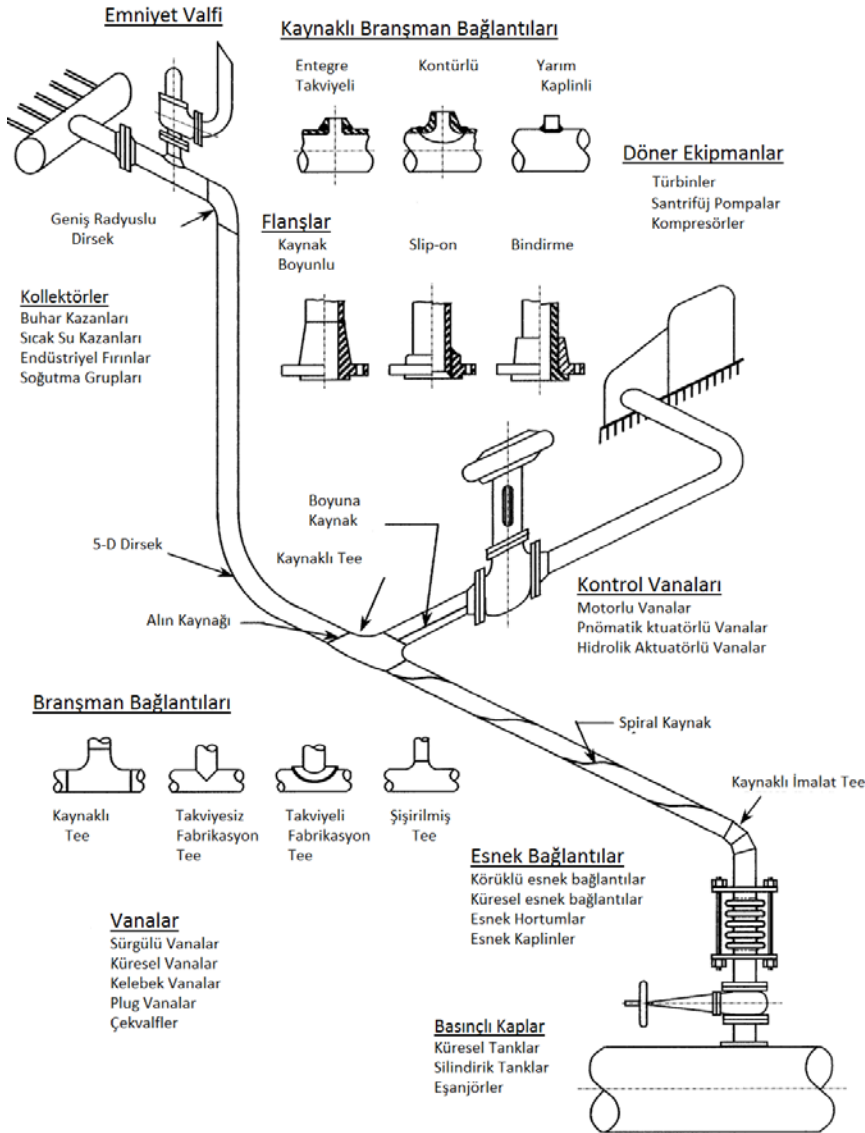 Emniyet Valfi
Kaynaklı Branşman Bağlantıları
Entegre
Takviyeli
Kontürlü
Yarım
Kaplinli
Döner Ekipmanlar
Türbinler
Santrifüj Pompalar
Kompresörler
Geniş Radyuslu
Dirsek
Flanşlar
Kaynak
Boyunlu
Slip-on
Bindirme
Kollektörler
Buhar Kazanları
Sıcak Su Kazanları
Endüstriyel Fırınlar
Soğutma Grupları
Boyuna
Kaynak
5-D Dirsek
Kaynaklı Tee
Alın Kaynağı
Kontrol Vanaları
Motorlu Vanalar
Pnömatik ktuatörlü Vanalar
Hidrolik Aktuatörlü Vanalar
Branşman Bağlantıları
Kaynaklı
Tee
Takviyesiz
Fabrikasyon
Tee
Takviyeli
Fabrikasyon
Tee
Şişirilmiş
Tee
Spiral Kaynak
Kaynaklı İmalat Tee
Esnek Bağlantılar
Körüklü esnek bağlantılar
Küresel esnek bağlantılar
Esnek Hortumlar
Esnek Kaplinler
Vanalar
Sürgülü Vanalar
Küresel Vanalar
Kelebek Vanalar
Plug Vanalar
Çekvalfler
Basınçlı Kaplar
Küresel Tanklar
Silindirik Tanklar
Eşanjörler